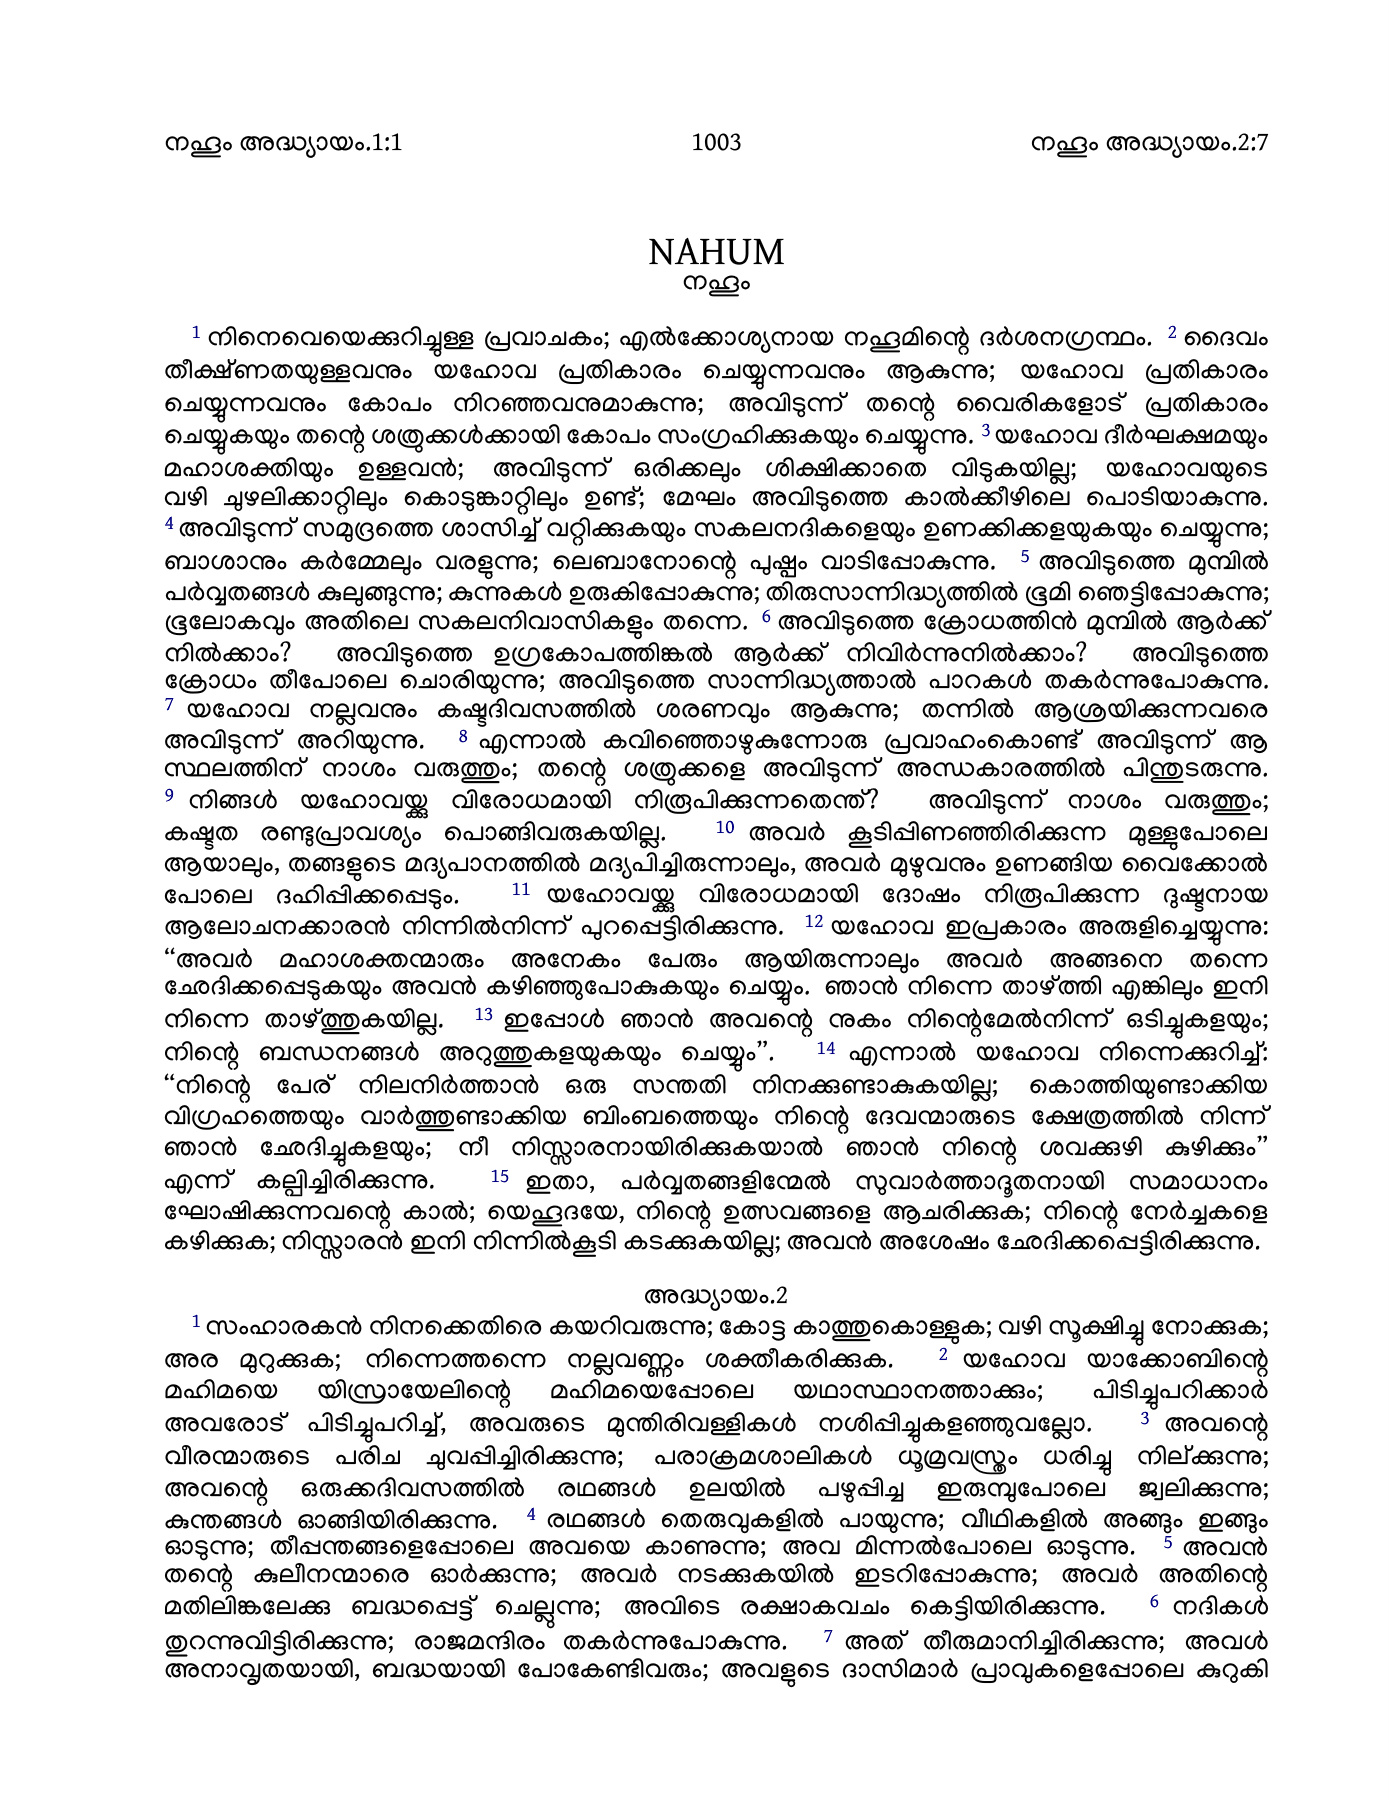 നഹൂം അദ്ധ്യായം.1:1 1003 നഹൂം അദ്ധ്യായം.2:7
NAHUM
നഹൂം
1 നിനെവെയെക്കുറിച്ചുള്ള പ്രവാചകം; എൽക്കോശ്യനായ നഹൂമിന്റെ ദർശനഗ്രന്ഥം. 2 ദൈവം
തീക്ഷ്ണതയുള്ളവനും യഹോവ പ്രതികാരം ചെയ്യുന്നവനും ആകുന്നു; യഹോവ പ്രതികാരം
ചെയ്യുന്നവനും കോപം നിറഞ്ഞവനുമാകുന്നു; അവിടുന്ന് തന്റെ വൈരികളോട് പ്രതികാരം
ചെയ്യുകയും തന്റെ ശത്രുക്കൾക്കായി കോപം സംഗ്രഹിക്കുകയും ചെയ്യുന്നു. 3 യഹോവ ദീർഘക്ഷമയും
മഹാശക്തിയും ഉള്ളവൻ; അവിടുന്ന് ഒരിക്കലും ശിക്ഷിക്കാതെ വിടുകയില്ല; യഹോവയുടെ
വഴി ചുഴലിക്കാറ്റിലും കൊടുങ്കാറ്റിലും ഉണ്ട്; മേഘം അവിടുത്തെ കാൽക്കീഴിലെ പൊടിയാകുന്നു.
4 അവിടുന്ന് സമുദ്രത്തെ ശാസിച്ച് വറ്റിക്കുകയും സകലനദികളെയും ഉണക്കിക്കളയുകയും ചെയ്യുന്നു;
ബാശാനും കർമ്മേലും വരളുന്നു; ലെബാനോന്റെ പുഷ്പം വാടിപ്പോകുന്നു. 5 അവിടുത്തെ മുമ്പിൽ
പർവ്വതങ്ങൾ കുലുങ്ങുന്നു; കുന്നുകൾ ഉരുകിപ്പോകുന്നു; തിരുസാന്നിദ്ധ്യത്തിൽ ഭൂമി ഞെട്ടിപ്പോകുന്നു;
ഭൂലോകവും അതിലെ സകലനിവാസികളും തന്നെ. 6 അവിടുത്തെ ക്രോധത്തിൻ മുമ്പിൽ ആർക്ക്
നിൽക്കാം? അവിടുത്തെ ഉഗ്രകോപത്തിങ്കൽ ആർക്ക് നിവിർന്നുനിൽക്കാം? അവിടുത്തെ
ക്രോധം തീപോലെ ചൊരിയുന്നു; അവിടുത്തെ സാന്നിദ്ധ്യത്താൽ പാറകൾ തകർന്നുപോകുന്നു.
7 യഹോവ നല്ലവനും കഷ്ടദിവസത്തിൽ ശരണവും ആകുന്നു; തന്നിൽ ആശ്രയിക്കുന്നവരെ
അവിടുന്ന് അറിയുന്നു. 8 എന്നാൽ കവിഞ്ഞൊഴുകുന്നോരു പ്രവാഹംകൊണ്ട് അവിടുന്ന് ആ
സ്ഥലത്തിന് നാശം വരുത്തും; തന്റെ ശത്രുക്കളെ അവിടുന്ന് അന്ധകാരത്തിൽ പിന്തുടരുന്നു.
9 നിങ്ങൾ യഹോവയ്ക്കു വിരോധമായി നിരൂപിക്കുന്നതെന്ത്? അവിടുന്ന് നാശം വരുത്തും;
കഷ്ടത രണ്ടുപ്രാവശ്യം പൊങ്ങിവരുകയില്ല. 10 അവർ കൂടിപ്പിണഞ്ഞിരിക്കുന്ന മുള്ളുപോലെ
ആയാലും, തങ്ങളുടെ മദ്യപാനത്തിൽ മദ്യപിച്ചിരുന്നാലും, അവർ മുഴുവനും ഉണങ്ങിയ വൈക്കോൽ
പോലെ ദഹിപ്പിക്കപ്പെടും. 11 യഹോവയ്ക്കു വിരോധമായി ദോഷം നിരൂപിക്കുന്ന ദുഷ്ടനായ
ആലോചനക്കാരൻ നിന്നിൽനിന്ന് പുറപ്പെട്ടിരിക്കുന്നു. 12 യഹോവ ഇപ്രകാരം അരുളിച്ചെയ്യുന്നു:
“അവർ മഹാശക്തന്മാരും അനേകം പേരും ആയിരുന്നാലും അവർ അങ്ങനെ തന്നെ
ഛേദിക്കപ്പെടുകയും അവൻ കഴിഞ്ഞുപോകുകയും ചെയ്യും. ഞാൻ നിന്നെ താഴ്ത്തി എങ്കിലും ഇനി
നിന്നെ താഴ്ത്തുകയില്ല. 13 ഇപ്പോൾ ഞാൻ അവന്റെ നുകം നിന്റെമേൽനിന്ന് ഒടിച്ചുകളയും;
നിന്റെ ബന്ധനങ്ങൾ അറുത്തുകളയുകയും ചെയ്യും”. 14 എന്നാൽ യഹോവ നിന്നെക്കുറിച്ച്:
“നിന്റെ പേര് നിലനിർത്താൻ ഒരു സന്തതി നിനക്കുണ്ടാകുകയില്ല; കൊത്തിയുണ്ടാക്കിയ
വിഗ്രഹത്തെയും വാർത്തുണ്ടാക്കിയ ബിംബത്തെയും നിന്റെ ദേവന്മാരുടെ ക്ഷേത്രത്തിൽ നിന്ന്
ഞാൻ ഛേദിച്ചുകളയും; നീ നിസ്സാരനായിരിക്കുകയാൽ ഞാൻ നിന്റെ ശവക്കുഴി കുഴിക്കും”
എന്ന് കല്പിച്ചിരിക്കുന്നു. 15 ഇതാ, പർവ്വതങ്ങളിന്മേൽ സുവാർത്താദൂതനായി സമാധാനം
ഘോഷിക്കുന്നവന്റെ കാൽ; യെഹൂദയേ, നിന്റെ ഉത്സവങ്ങളെ ആചരിക്കുക; നിന്റെ നേർച്ചകളെ
കഴിക്കുക; നിസ്സാരൻ ഇനി നിന്നിൽകൂടി കടക്കുകയില്ല; അവൻ അശേഷം ഛേദിക്കപ്പെട്ടിരിക്കുന്നു.
അദ്ധ്യായം.2
1 സംഹാരകൻ നിനക്കെതിരെ കയറിവരുന്നു; കോട്ട കാത്തുകൊള്ളുക; വഴി സൂക്ഷിച്ചു നോക്കുക;
അര മുറുക്കുക; നിന്നെത്തന്നെ നല്ലവണ്ണം ശക്തീകരിക്കുക. 2 യഹോവ യാക്കോബിന്റെ
മഹിമയെ യിസ്രായേലിന്റെ മഹിമയെപ്പോലെ യഥാസ്ഥാനത്താക്കും; പിടിച്ചുപറിക്കാർ
അവരോട് പിടിച്ചുപറിച്ച്, അവരുടെ മുന്തിരിവള്ളികൾ നശിപ്പിച്ചുകളഞ്ഞുവല്ലോ. 3 അവന്റെ
വീരന്മാരുടെ പരിച ചുവപ്പിച്ചിരിക്കുന്നു; പരാക്രമശാലികൾ ധൂമ്രവസ്ത്രം ധരിച്ചു നില്ക്കുന്നു;
അവന്റെ ഒരുക്കദിവസത്തിൽ രഥങ്ങൾ ഉലയിൽ പഴുപ്പിച്ച ഇരുമ്പുപോലെ ജ്വലിക്കുന്നു;
കുന്തങ്ങൾ ഓങ്ങിയിരിക്കുന്നു. 4 രഥങ്ങൾ തെരുവുകളിൽ പായുന്നു; വീഥികളിൽ അങ്ങും ഇങ്ങും
ഓടുന്നു; തീപ്പന്തങ്ങളെപ്പോലെ അവയെ കാണുന്നു; അവ മിന്നൽപോലെ ഓടുന്നു. 5 അവൻ
തന്റെ കുലീനന്മാരെ ഓർക്കുന്നു; അവർ നടക്കുകയിൽ ഇടറിപ്പോകുന്നു; അവർ അതിന്റെ
മതിലിങ്കലേക്കു ബദ്ധപ്പെട്ട് ചെല്ലുന്നു; അവിടെ രക്ഷാകവചം കെട്ടിയിരിക്കുന്നു. 6 നദികൾ
തുറന്നുവിട്ടിരിക്കുന്നു; രാജമന്ദിരം തകർന്നുപോകുന്നു. 7 അത് തീരുമാനിച്ചിരിക്കുന്നു; അവൾ
അനാവൃതയായി, ബദ്ധയായി പോകേണ്ടിവരും; അവളുടെ ദാസിമാർ പ്രാവുകളെപ്പോലെ കുറുകി